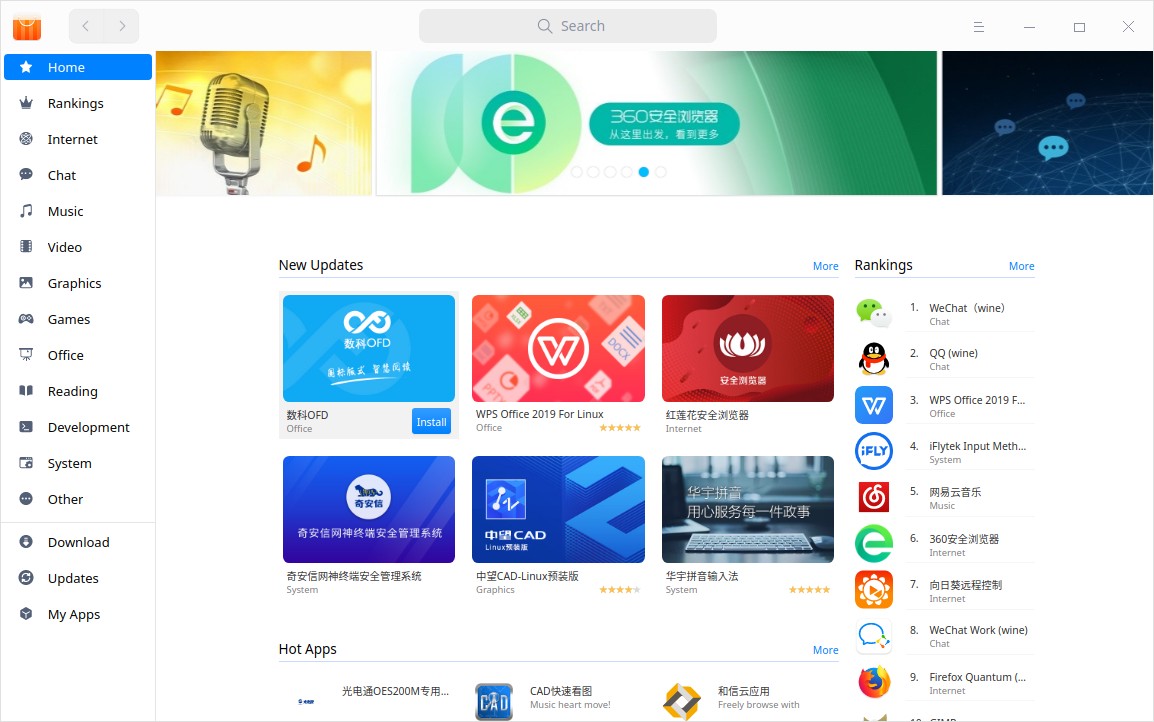 Search
Home
Rankings
Internet
Chat
Music
Video
Graphics
Games
Office
Reading
Development
System
Other
Download
Updates
My Apps
360安全浏览器
从这里出发，看到更多
New Updates
More
数科OFD
国标版式 智慧阅读
数科OFD
Office
Install
W
DOCX
PPTX
WPS Office 2019 For Linux
Office
安全浏览器
红莲花安全浏览器
Internet
奇安信
奇安信网神终端安全管理系统
奇安信网神终端安全管理系统
System
中望CAD
Linux预装版
中望CAD-Linux预装版
Graphics
华宇拼音
用心服务每一件政事
华宇拼音输入法
System
Hot Apps
More
光电通OES200M专用...
CAD
CAD快速看图
Music heart move!
和信云应用
Freely browse with
Rankings
More
1. WeChat（wine）
Chat
2. QQ (wine)
Chat
3. WPS Office 2019 F...
Office
iFLY
4. iFlytek Input Meth...
System
5. 网易云音乐
Music
6. 360安全浏览器
Internet
7. 向日葵远程控制
Internet
8. WeChat Work (wine)
Chat
9. Firefox Quantum (...
Internet
10. GIMP